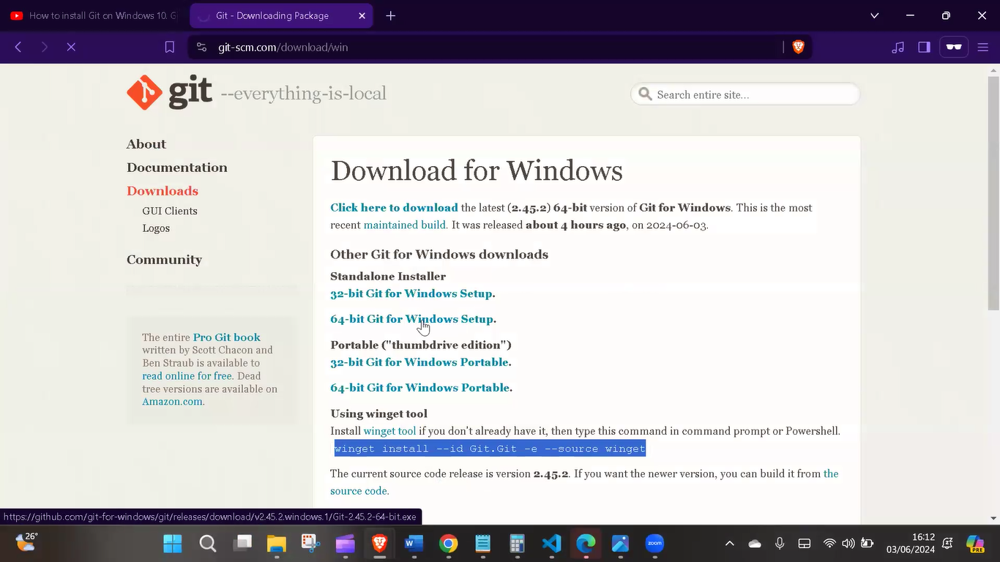 How to install Git on Windows 10. G
Git - Downloading Package
git-scm.com/download/win
git --everything-is-local
Search entire site...
About
Documentation
Downloads
GUI Clients
Logos
Community
The entire Pro Git book
written by Scott Chacon and
Ben Straub is available to
read online for free. Dead
tree versions are available on
Amazon.com.
Download for Windows
Click here to download the latest (2.45.2) 64-bit version of Git for Windows. This is the most
recent maintained build. It was released about 4 hours ago, on 2024-06-03.
Other Git for Windows downloads
Standalone Installer
32-bit Git for Windows Setup.
64-bit Git for Windows Setup.
Portable ("thumbdrive edition")
32-bit Git for Windows Portable.
64-bit Git for Windows Portable.
Using winget tool
Install winget tool if you don't already have it, then type this command in command prompt or Powershell.
winget install --id Git.Git -e --source winget
The current source code release is version 2.45.2. If you want the newer version, you can build it from the
source code.
https://github.com/git-for-windows/git/releases/download/v2.45.2.windows.1/Git-2.45.2-64-bit.exe
26°
zoom
16:12
03/06/2024
PRE